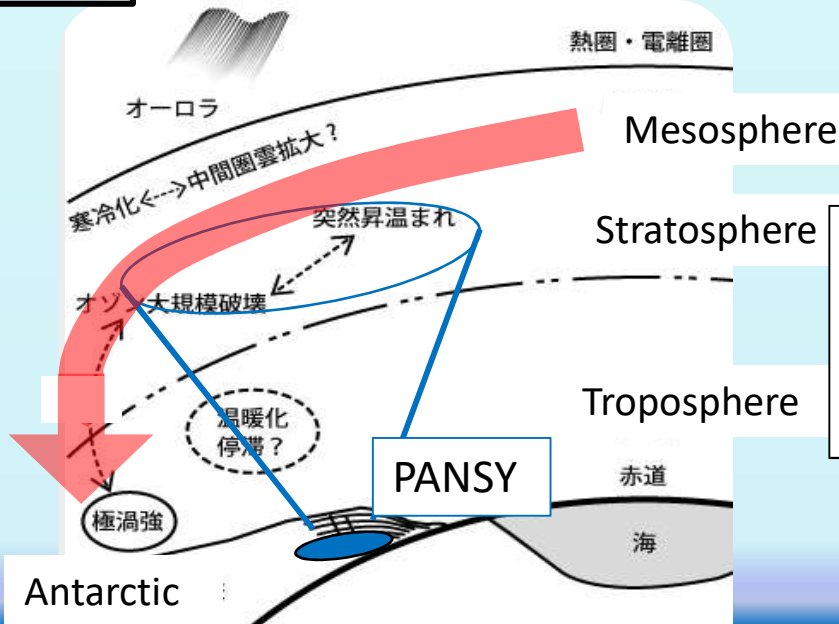 熱圏・電離圏
オーロラ
Mesosphere
寒冷化<--->中間圏雲拡大？
突然昇温まれ
Stratosphere
オゾン大規模破壊
Troposphere
温暖化
停滞？
PANSY
赤道
極渦強
海
Antarctic